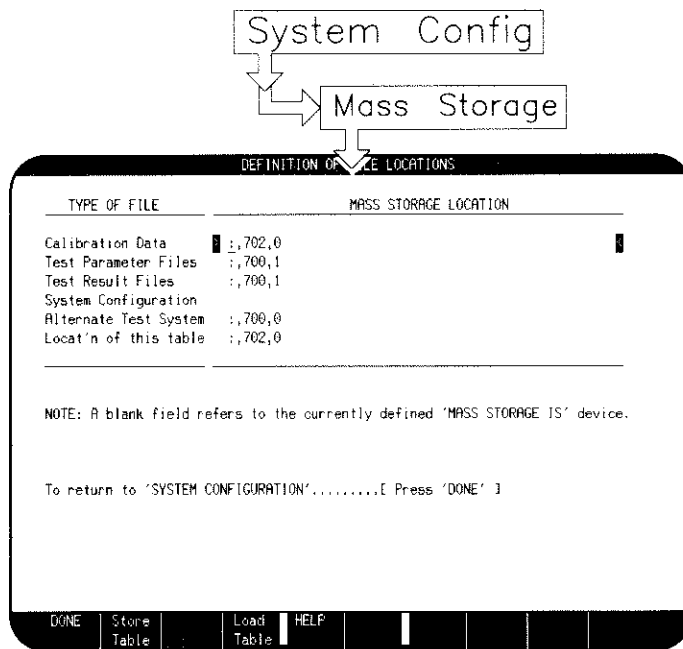 System Config
Mass Storage
DEFINITION OF FILE LOCATIONS
TYPE OF FILE MASS STORAGE LOCATION
Calibration Data :,702,0
Test Parameter Files :,700,1
Test Result Files :,700,1
System Configuration
Alternate Test System :,700,0
Locat'n of this table :,702,0
NOTE: A blank field refers to the currently defined 'MASS STORAGE IS' device.
To return to 'SYSTEM CONFIGURATION'.........[ Press 'DONE' ]
DONE Store Table Load Table HELP